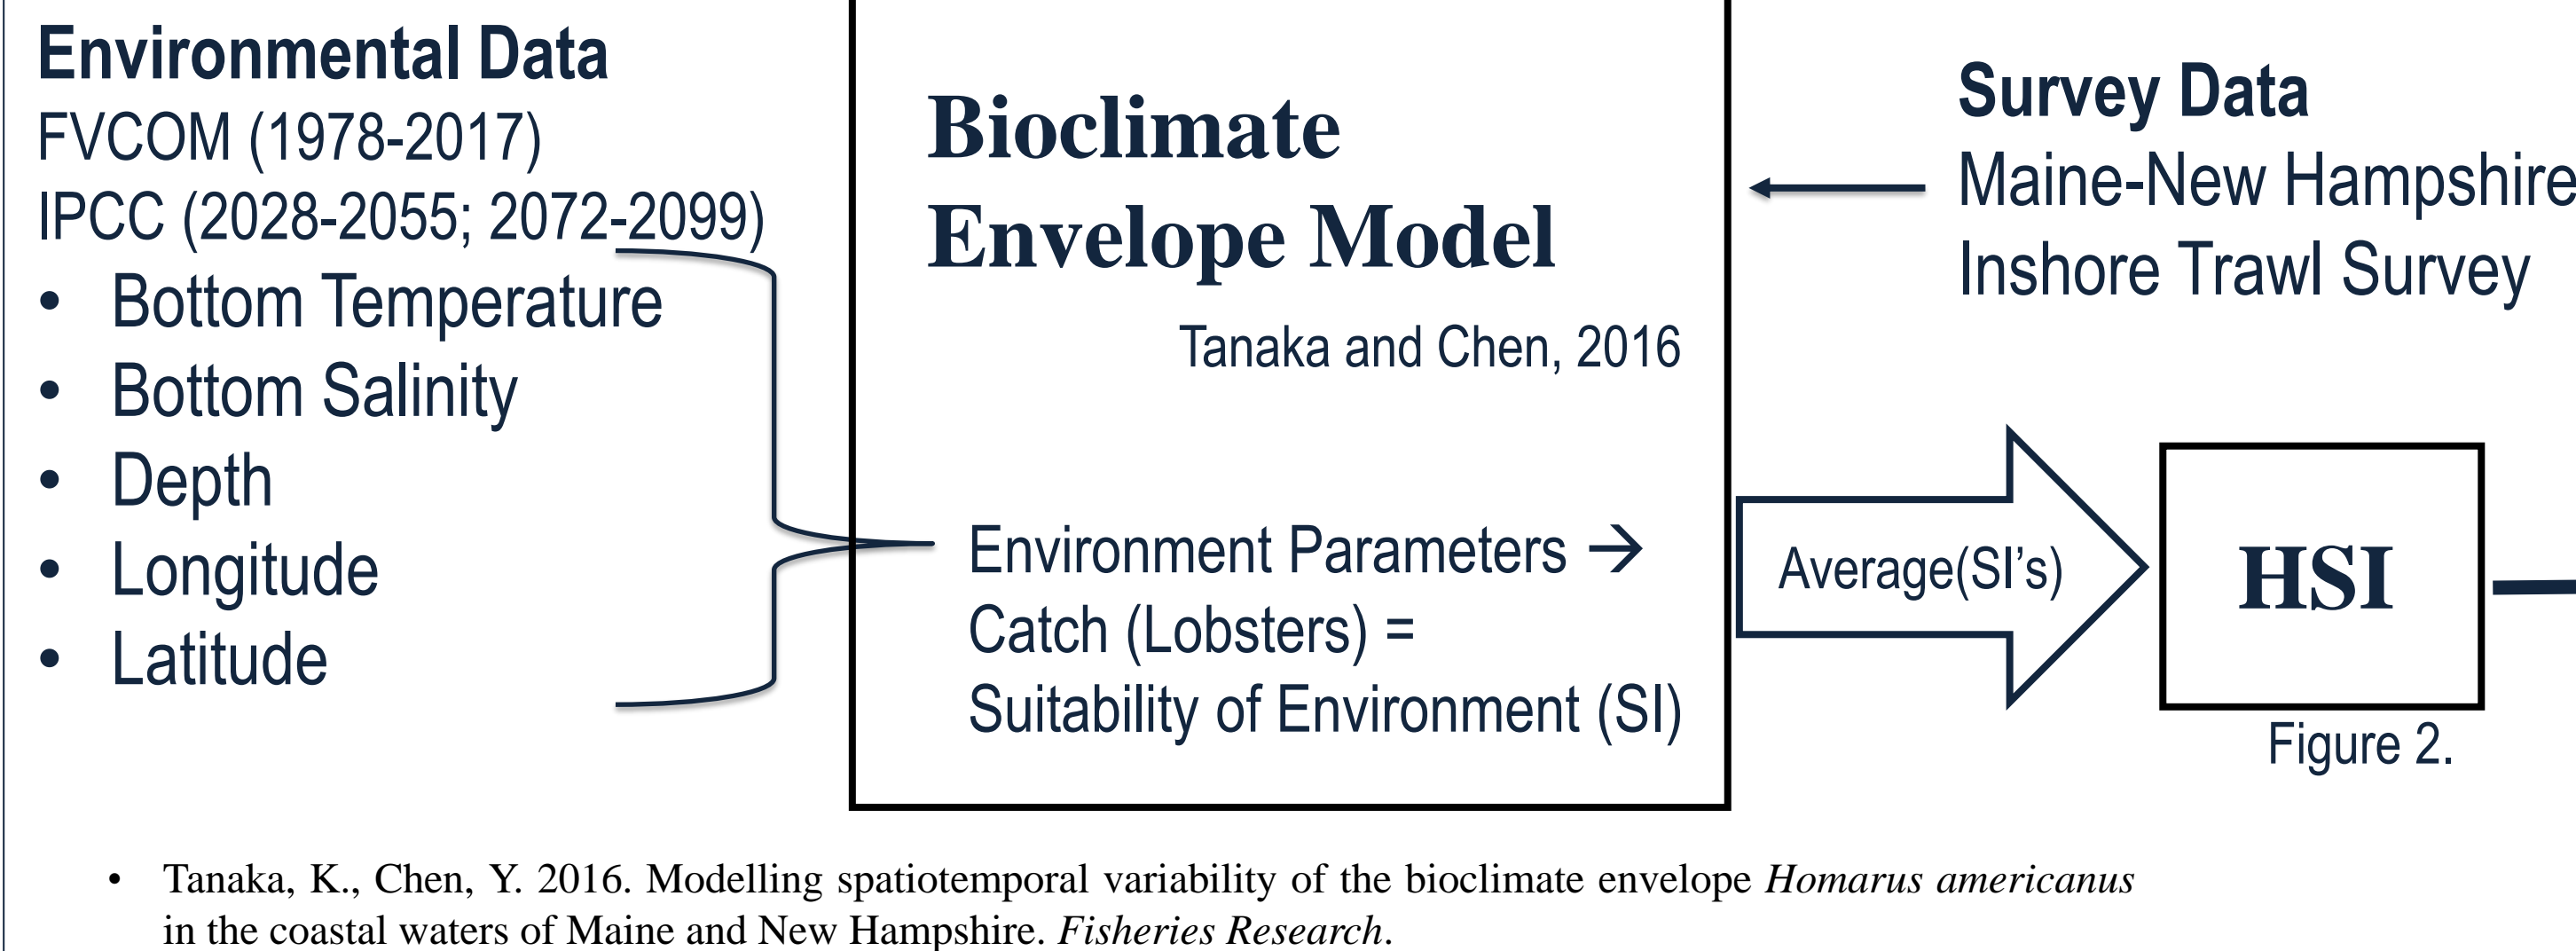 Environmental Data
FVCOM (1978-2017)
IPCC (2028-2055; 2072-2099)
• Bottom Temperature
• Bottom Salinity
• Depth
• Longitude
• Latitude
Bioclimate
Envelope Model
Tanaka and Chen, 2016
Environment Parameters →
Catch (Lobsters) =
Suitability of Environment (SI)
Survey Data
Maine-New Hampshire
Inshore Trawl Survey
Average(SI's)
HSI
Figure 2.
• Tanaka, K., Chen, Y. 2016. Modelling spatiotemporal variability of the bioclimate envelope Homarus americanus
in the coastal waters of Maine and New Hampshire. Fisheries Research.